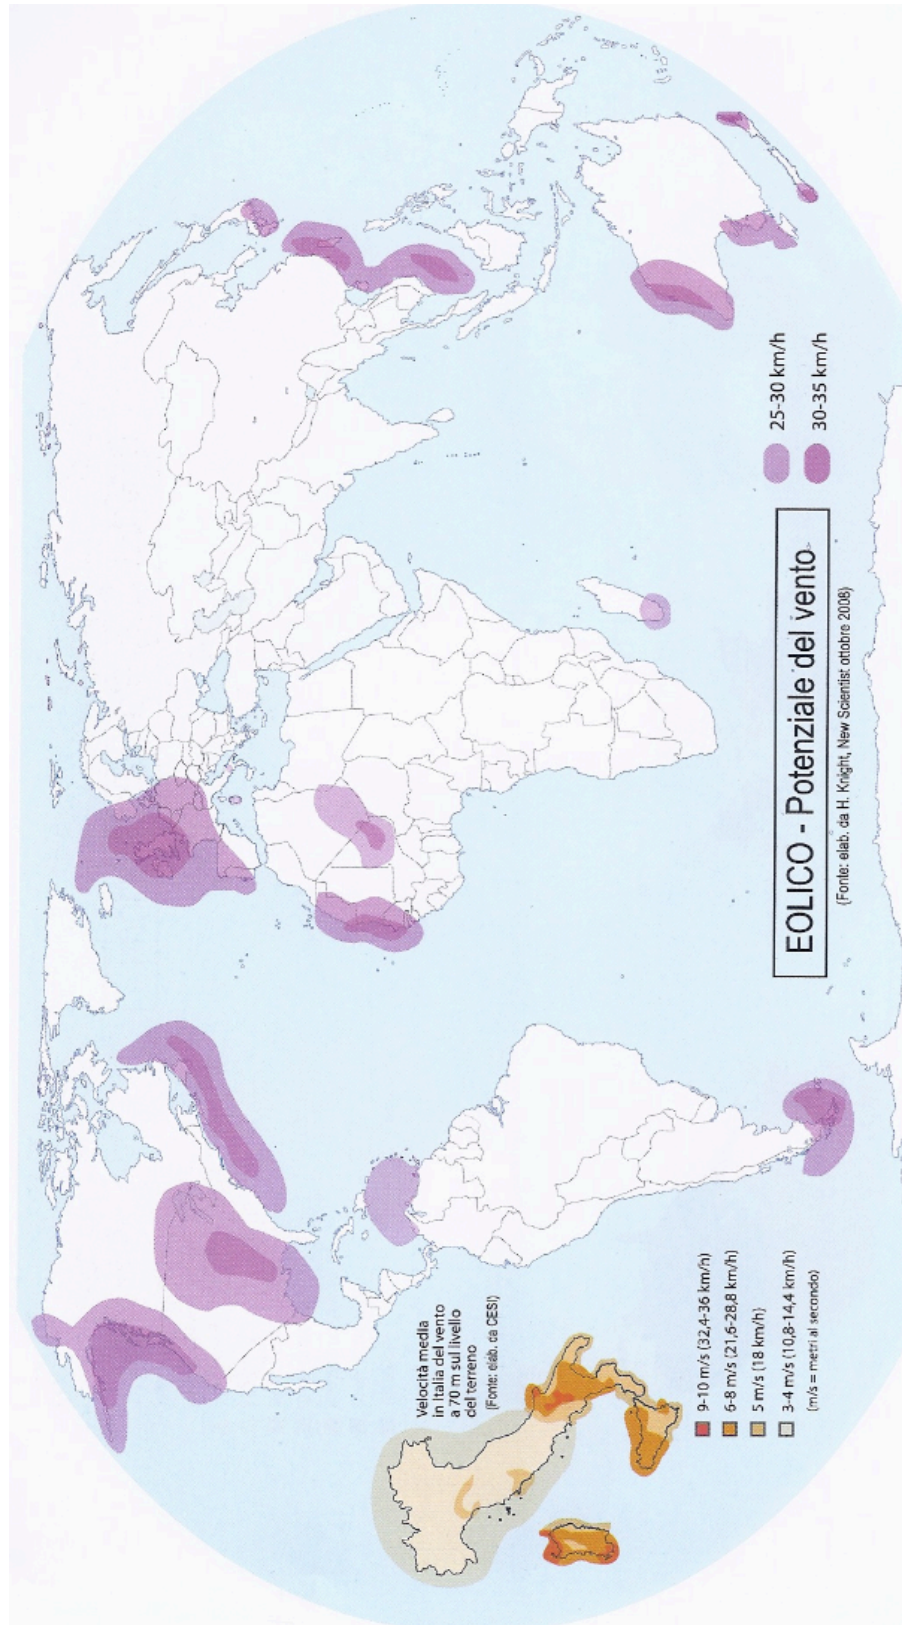 Velocità media
in Italia del vento
a 70 m sul livello
del terreno
(Fonte: elab. da CESI)
9-10 m/s (32,4-36 km/h)
6-8 m/s (21,6-28,8 km/h)
5 m/s (18 km/h)
3-4 m/s (10,8-14,4 km/h)
(m/s = metri al secondo)
EOLICO - Potenziale del vento
(Fonte: elab. da H. Knight, New Scientist ottobre 2008)
25-30 km/h
30-35 km/h